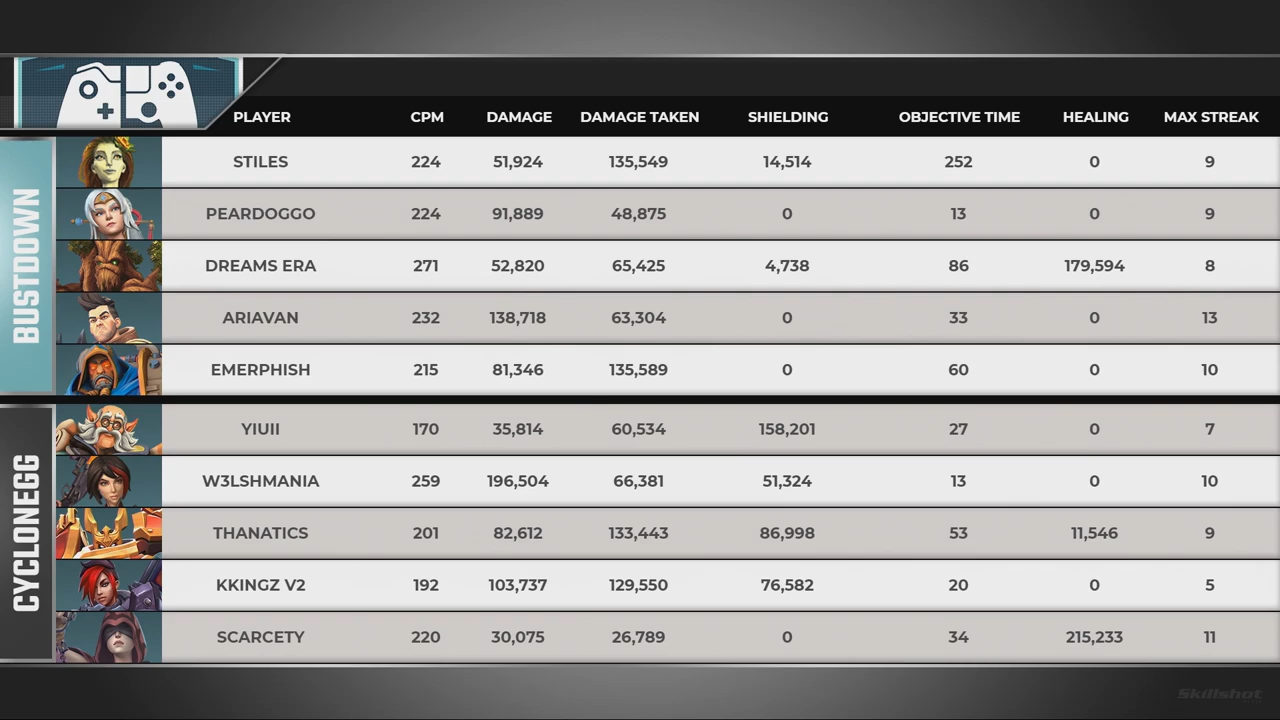 PLAYER CPM DAMAGE DAMAGE TAKEN SHIELDING OBJECTIVE TIME HEALING MAX STREAK
BUSTDOWN
STILES 224 51,924 135,549 14,514 252 0 9
PEARDOGGO 224 91,889 48,875 0 13 0 9
DREAMS ERA 271 52,820 65,425 4,738 86 179,594 8
ARIAVAN 232 138,718 63,304 0 33 0 13
EMERPHISH 215 81,346 135,589 0 60 0 10
CYCLONEGG
YIUII 170 35,814 60,534 158,201 27 0 7
W3LSHMANIA 259 196,504 66,381 51,324 13 0 10
THANATICS 201 82,612 133,443 86,998 53 11,546 9
KKINGZ V2 192 103,737 129,550 76,582 20 0 5
SCARCETY 220 30,075 26,789 0 34 215,233 11
Skillshot